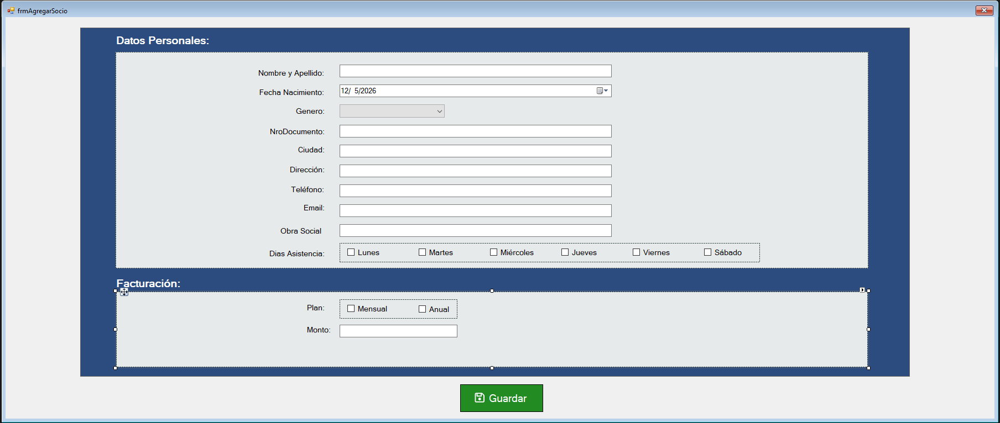 frmAgregarSocio
Datos Personales:
Nombre y Apellido:
Fecha Nacimiento: 12/ 5/2026
Genero:
NroDocumento:
Ciudad:
Dirección:
Teléfono:
Email:
Obra Social
Dias Asistencia: Lunes Martes Miércoles Jueves Viernes Sábado
Facturación:
Plan: Mensual Anual
Monto:
Guardar